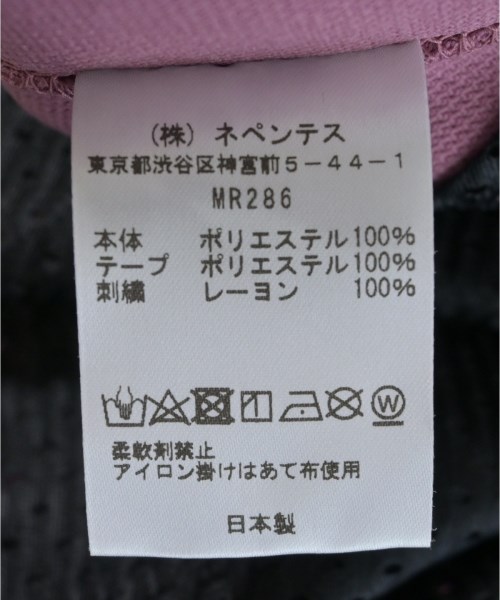 (株) ネペンテス
東京都渋谷区神宮前5-44-1
MR286
本体 ポリエステル100%
テープ ポリエステル100%
刺繍 レーヨン 100%
W
柔軟剤禁止
アイロン掛けはあて布使用
日本製